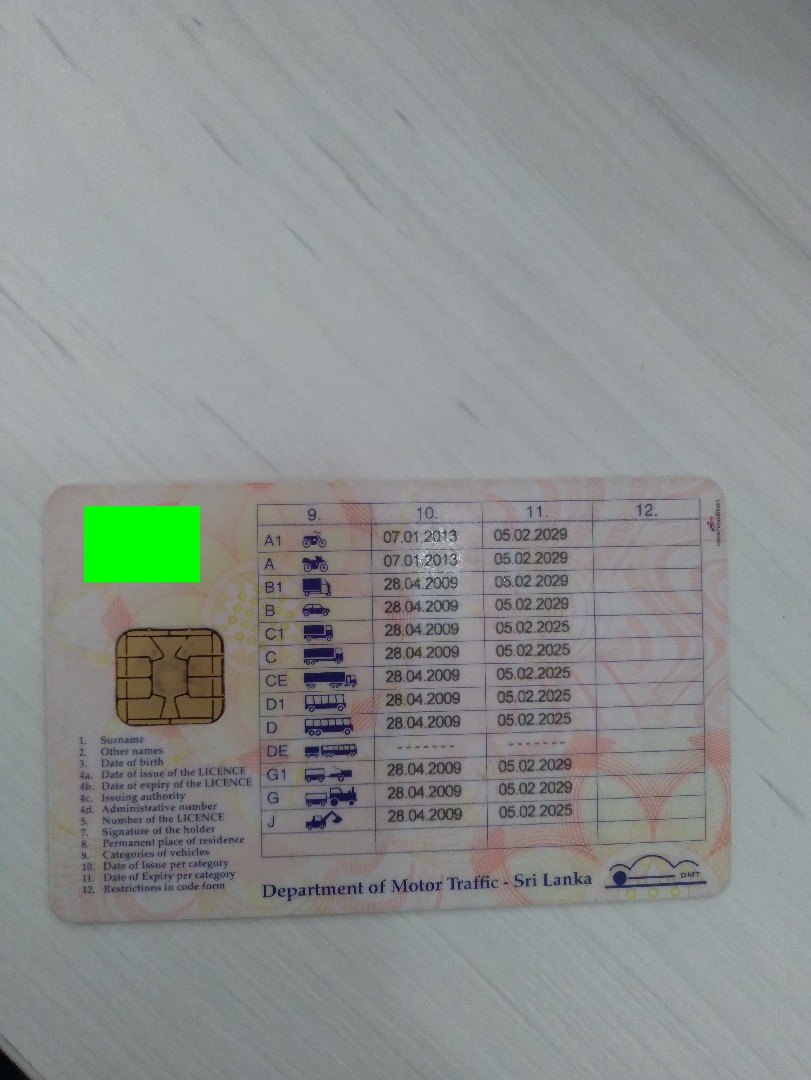 9. 10. 11. 12.
A1 07.01.2013 05.02.2029
A 07.01.2013 05.02.2029
B1 28.04.2009 05.02.2029
B 28.04.2009 05.02.2029
C1 28.04.2009 05.02.2025
C 28.04.2009 05.02.2025
CE 28.04.2009 05.02.2025
D1 28.04.2009 05.02.2025
D 28.04.2009 05.02.2025
DE ------- -------
G1 28.04.2009 05.02.2029
G 28.04.2009 05.02.2029
J 28.04.2009 05.02.2025
1. Surname
2. Other names
3. Date of birth
4a. Date of issue of the LICENCE
4b. Date of expiry of the LICENCE
4c. Issuing authority
4d. Administrative number
5. Number of the LICENCE
7. Signature of the holder
8. Permanent place of residence
9. Categories of vehicles
10. Date of Issue per category
11. Date of Expiry per category
12. Restrictions in code form
Department of Motor Traffic - Sri Lanka
DMT